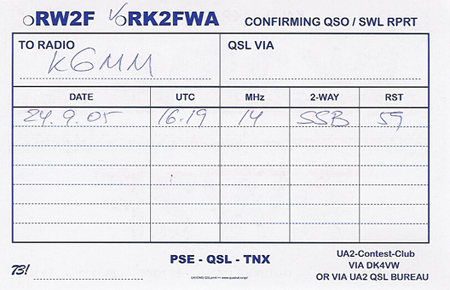 RW2F RK2FWA CONFIRMING QSO / SWL RPRT
TO RADIO QSL VIA
K6MM
DATE UTC MHz 2-WAY RST
24.9.05 16.19 14 SSB 59
PSE - QSL - TNX
UA2-Contest-Club
VIA DK4VW
73! OR VIA UA2 QSL BUREAU